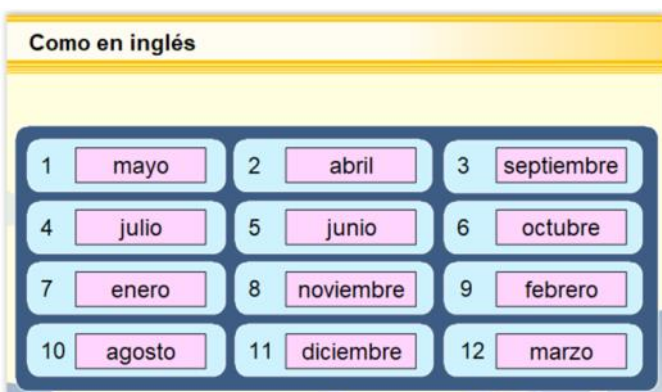 Como en inglés
1 mayo 2 abril 3 septiembre
4 julio 5 junio 6 octubre
7 enero 8 noviembre 9 febrero
10 agosto 11 diciembre 12 marzo